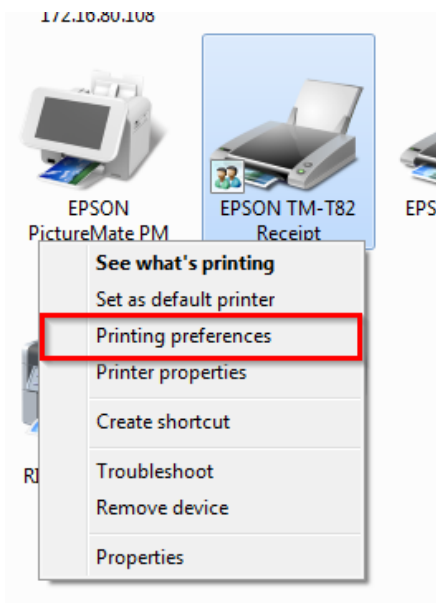 172.16.80.108
EPSON
PictureMate PM
EPSON TM-T82
Receipt
EPS
See what's printing
Set as default printer
Printing preferences
Printer properties
Create shortcut
Troubleshoot
Remove device
Properties